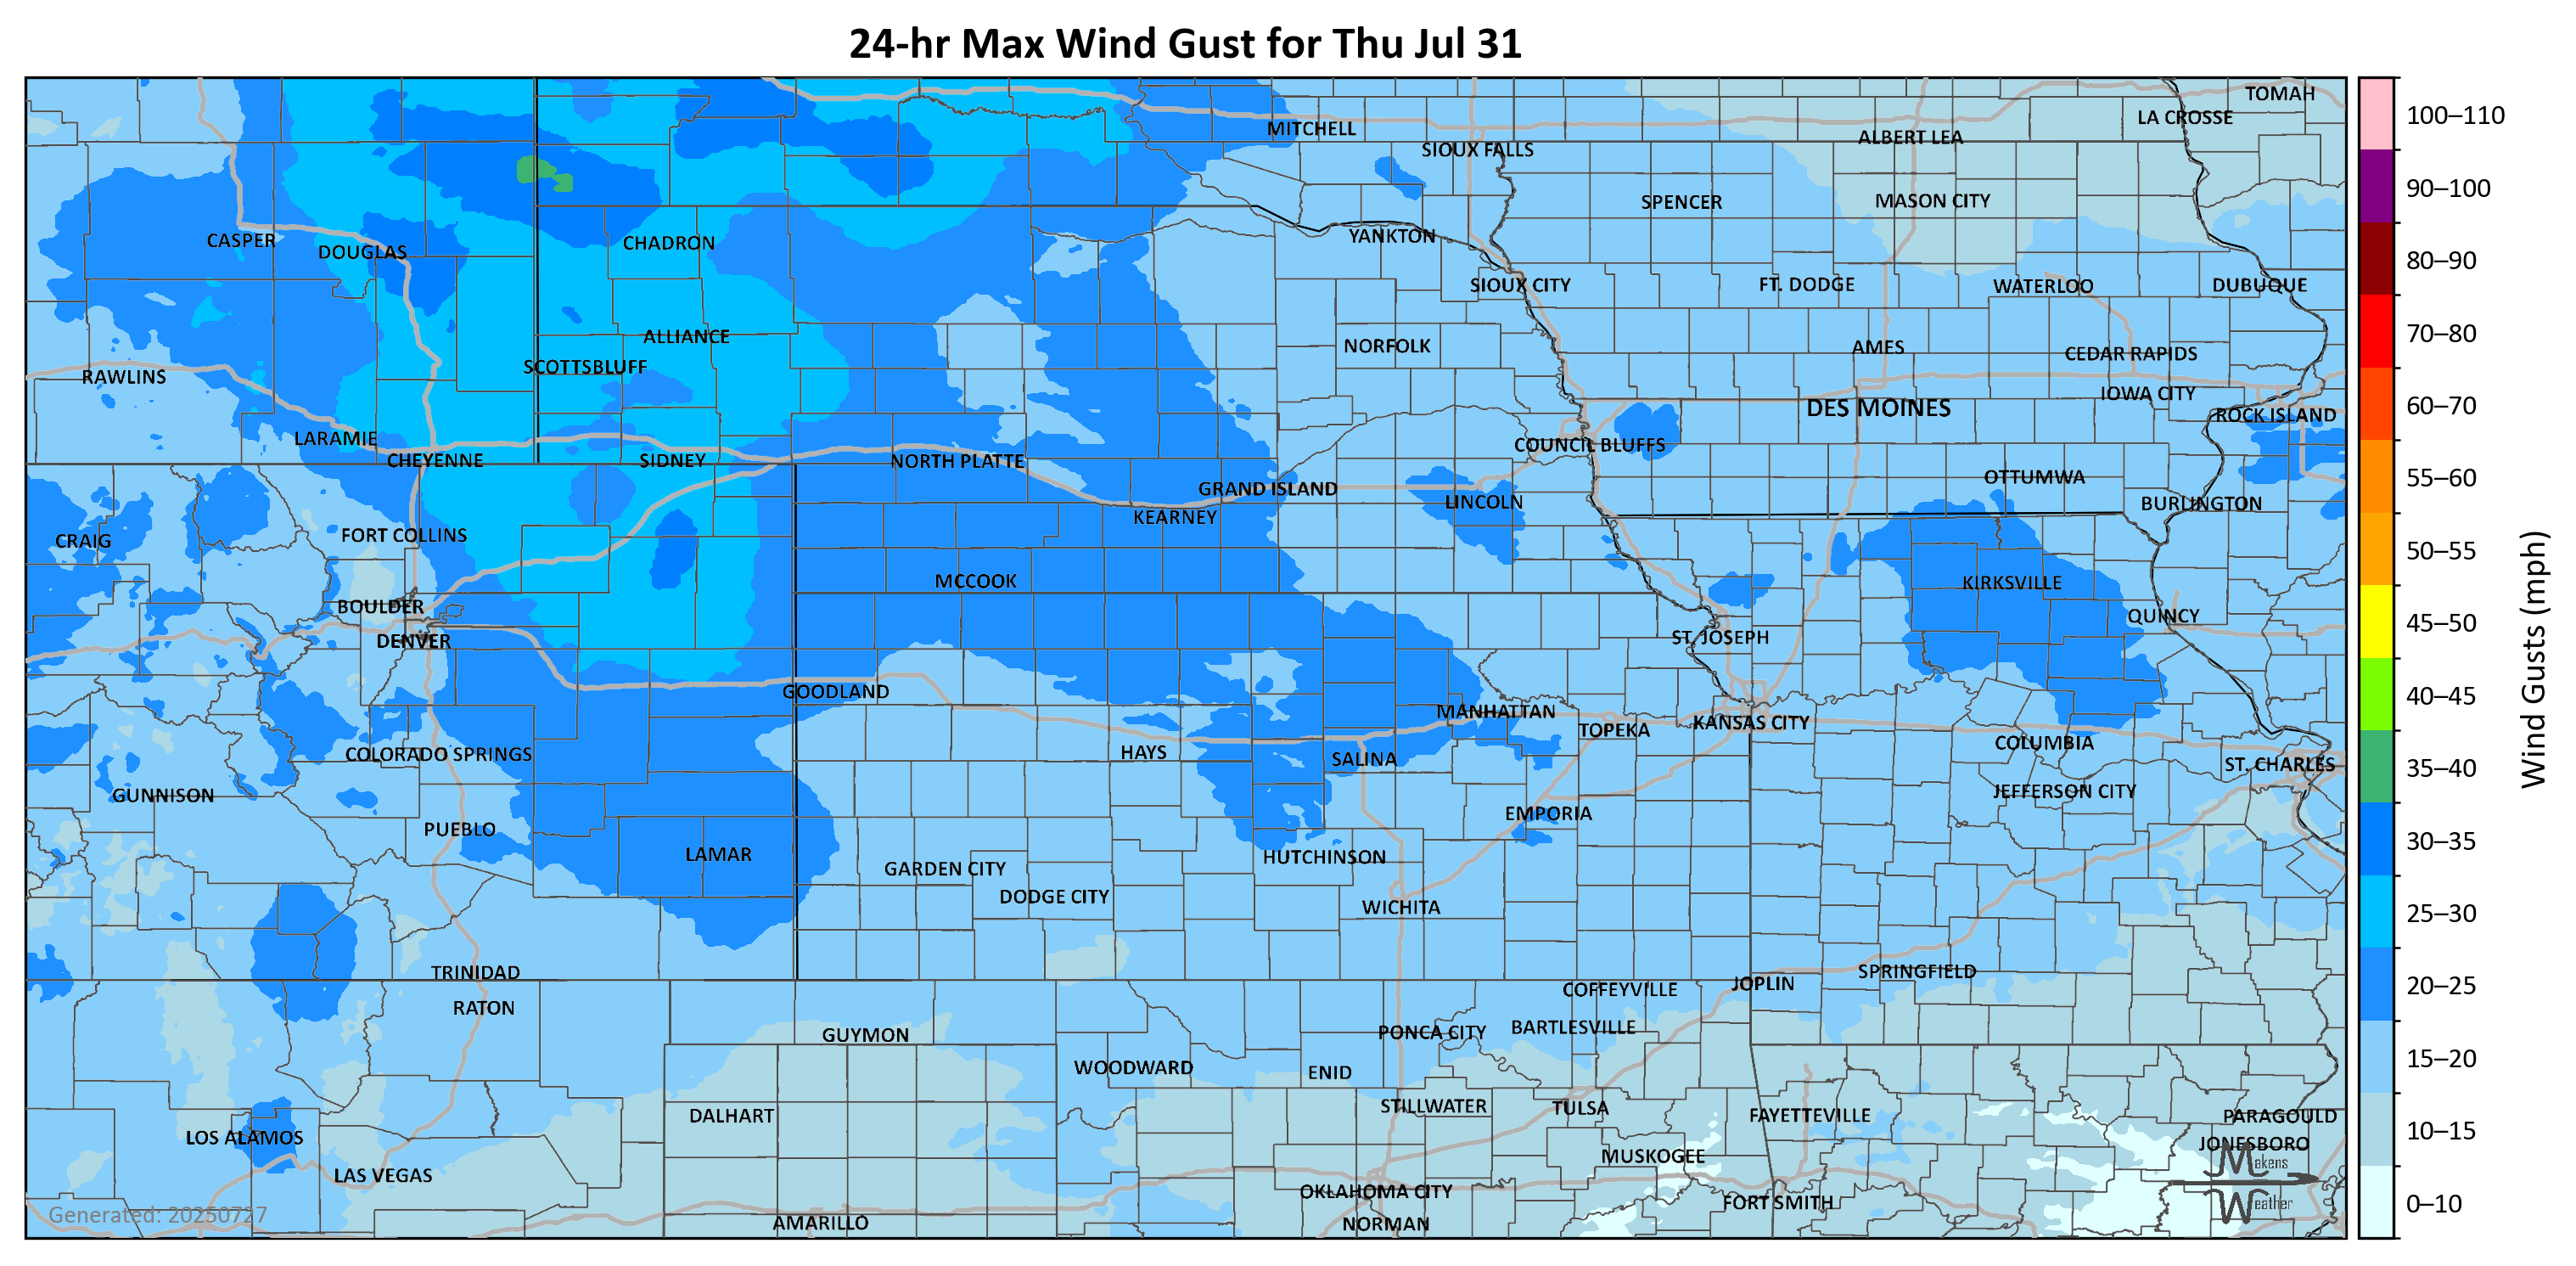 24-hr Max Wind Gust for Thu Jul 31
TOMAH
LA CROSSE
MITCHELL
ALBERT LEA
SIOUX FALLS
SPENCER
MASON CITY
CASPER
DOUGLAS
CHADRON
YANKTON
SIOUX CITY
FT. DODGE
WATERLOO
DUBUQUE
ALLIANCE
NORFOLK
AMES
CEDAR RAPIDS
SCOTTSBLUFF
RAWLINS
IOWA CITY
DES MOINES
ROCK ISLAND
LARAMIE
COUNCIL BLUFFS
CHEYENNE
SIDNEY
NORTH PLATTE
OTTUMWA
GRAND ISLAND
LINCOLN
BURLINGTON
KEARNEY
FORT COLLINS
CRAIG
MCCOOK
KIRKSVILLE
BOULDER
QUINCY
DENVER
ST. JOSEPH
GOODLAND
MANHATTAN
TOPEKA
KANSAS CITY
COLUMBIA
COLORADO SPRINGS
HAYS
SALINA
ST. CHARLES
GUNNISON
JEFFERSON CITY
EMPORIA
PUEBLO
LAMAR
HUTCHINSON
GARDEN CITY
DODGE CITY
WICHITA
TRINIDAD
SPRINGFIELD
JOPLIN
COFFEYVILLE
RATON
GUYMON
PONCA CITY
BARTLESVILLE
WOODWARD
ENID
DALHART
STILLWATER
TULSA
FAYETTEVILLE
PARAGOULD
LOS ALAMOS
JONESBORO
LAS VEGAS
MUSKOGEE
OKLAHOMA CITY
FORT SMITH
AMARILLO
NORMAN
Makens
Weather
Generated: 20250727
100–110
90–100
80–90
70–80
60–70
55–60
50–55
45–50
40–45
35–40
30–35
25–30
20–25
15–20
10–15
0–10
Wind Gusts (mph)